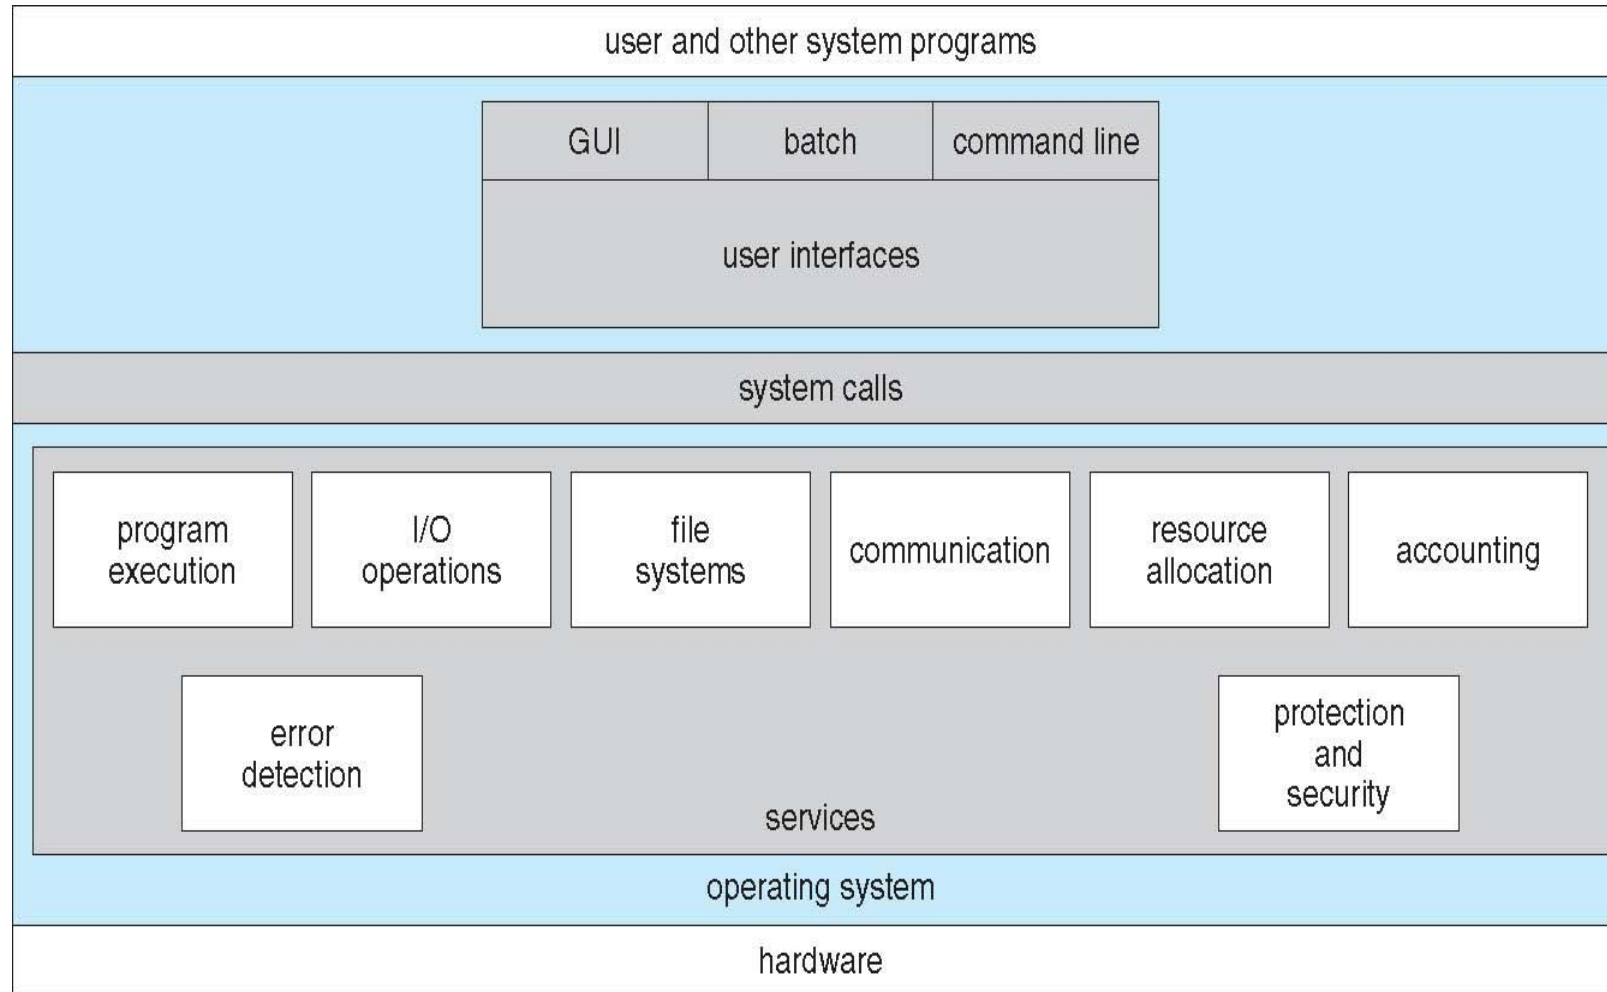 user and other system programs
GUI
batch
command line
user interfaces
system calls
program
execution
I/O
operations
file
systems
communication
resource
allocation
accounting
error
detection
protection
and
security
services
operating system
hardware